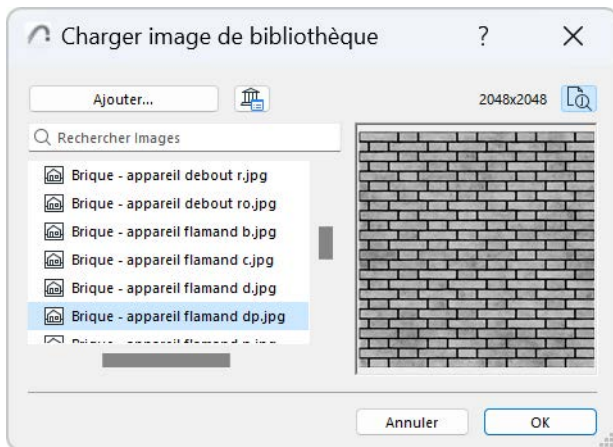 Charger image de bibliothèque
?
Ajouter...
2048x2048
Rechercher Images
Brique - appareil debout r.jpg
Brique - appareil debout ro.jpg
Brique - appareil flamand b.jpg
Brique - appareil flamand c.jpg
Brique - appareil flamand d.jpg
Brique - appareil flamand dp.jpg
Annuler
OK